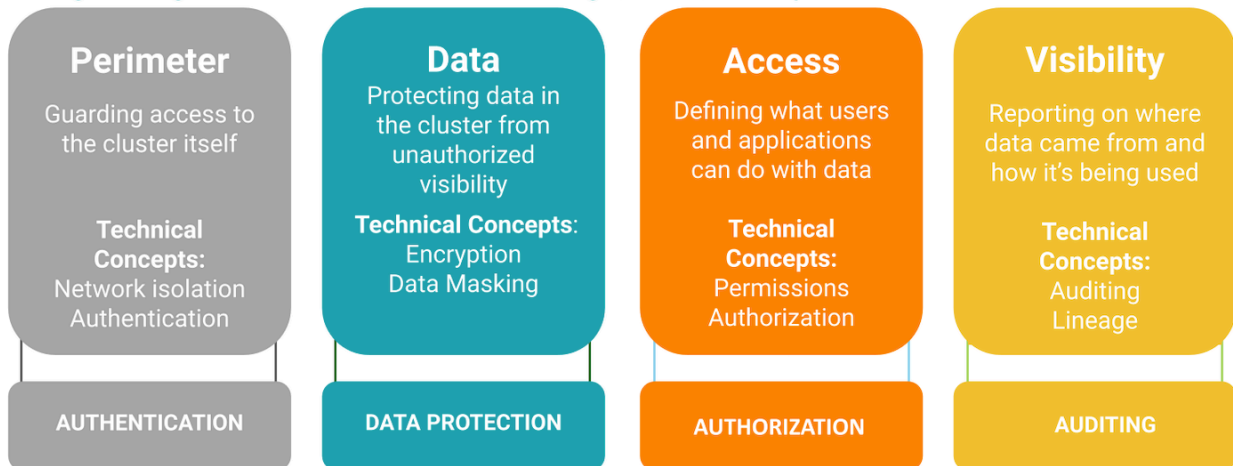 Perimeter
Guarding access to
the cluster itself
Technical
Concepts:
Network isolation
Authentication
AUTHENTICATION
Data
Protecting data in
the cluster from
unauthorized
visibility
Technical Concepts:
Encryption
Data Masking
DATA PROTECTION
Access
Defining what users
and applications
can do with data
Technical
Concepts:
Permissions
Authorization
AUTHORIZATION
Visibility
Reporting on where
data came from and
how it's being used
Technical
Concepts:
Auditing
Lineage
AUDITING